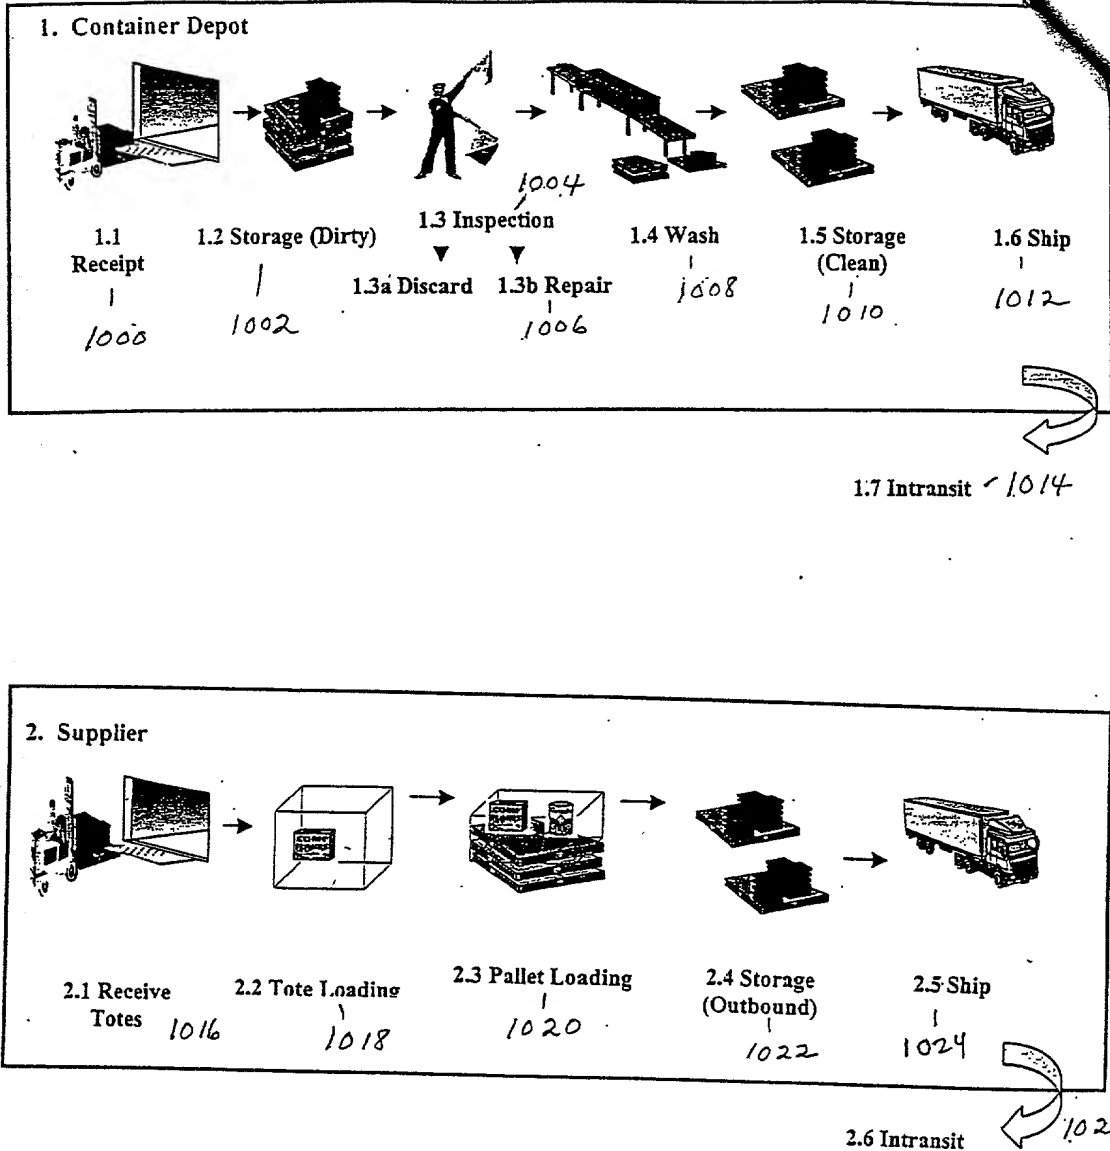 1. Container Depot
1004
1.1
Receipt
1.2 Storage (Dirty)
1.3 Inspection
1.4 Wash
1.5 Storage
(Clean)
1.6 Ship
1.3a Discard
1.3b Repair
1000
1002
1006
1008
1010
1012
1.7 Intransit
1014
2. Supplier
2.1 Receive
Totes
2.2 Tote Loading
2.3 Pallet Loading
2.4 Storage
(Outbound)
2.5 Ship
1016
1018
1020
1022
1024
2.6 Intransit
102